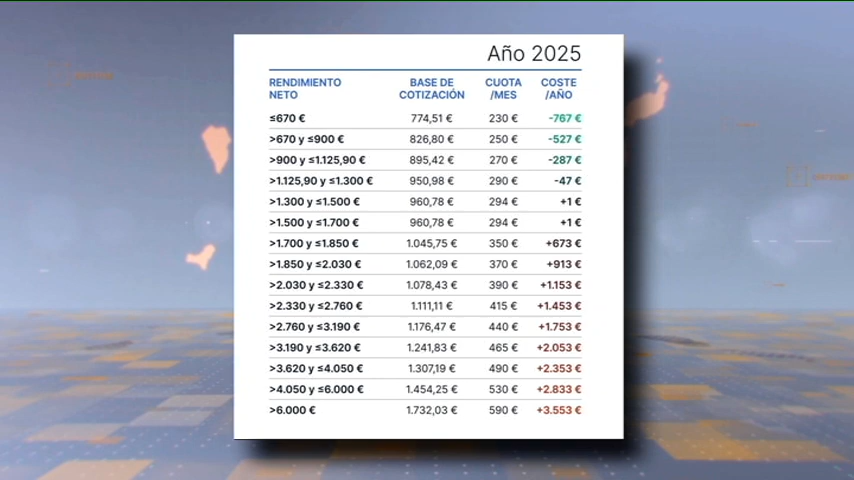 Año 2025
RENDIMIENTO NETO BASE DE COTIZACIÓN CUOTA /MES COSTE /AÑO
≤670 € 774,51 € 230 € -767 €
>670 y ≤900 € 826,80 € 250 € -527 €
>900 y ≤1.125,90 € 895,42 € 270 € -287 €
>1.125,90 y ≤1.300 € 950,98 € 290 € -47 €
>1.300 y ≤1.500 € 960,78 € 294 € +1 €
>1.500 y ≤1.700 € 960,78 € 294 € +1 €
>1.700 y ≤1.850 € 1.045,75 € 350 € +673 €
>1.850 y ≤2.030 € 1.062,09 € 370 € +913 €
>2.030 y ≤2.330 € 1.078,43 € 390 € +1.153 €
>2.330 y ≤2.760 € 1.111,11 € 415 € +1.453 €
>2.760 y ≤3.190 € 1.176,47 € 440 € +1.753 €
>3.190 y ≤3.620 € 1.241,83 € 465 € +2.053 €
>3.620 y ≤4.050 € 1.307,19 € 490 € +2.353 €
>4.050 y ≤6.000 € 1.454,25 € 530 € +2.833 €
>6.000 € 1.732,03 € 590 € +3.553 €